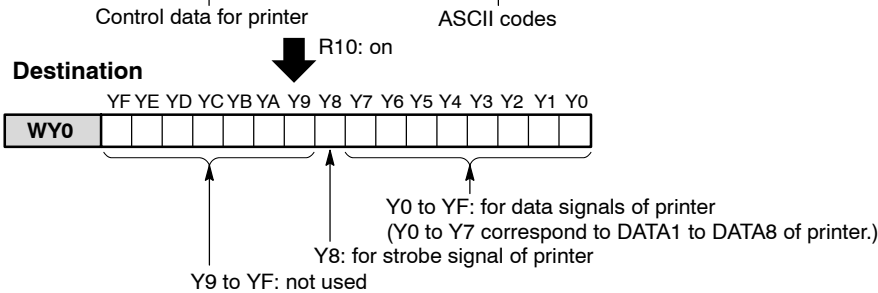 Control data for printer ASCII codes
R10: on
Destination
YF YE YD YC YB YA Y9 Y8 Y7 Y6 Y5 Y4 Y3 Y2 Y1 Y0
WY0
Y0 to YF: for data signals of printer
(Y0 to Y7 correspond to DATA1 to DATA8 of printer.)
Y8: for strobe signal of printer
Y9 to YF: not used